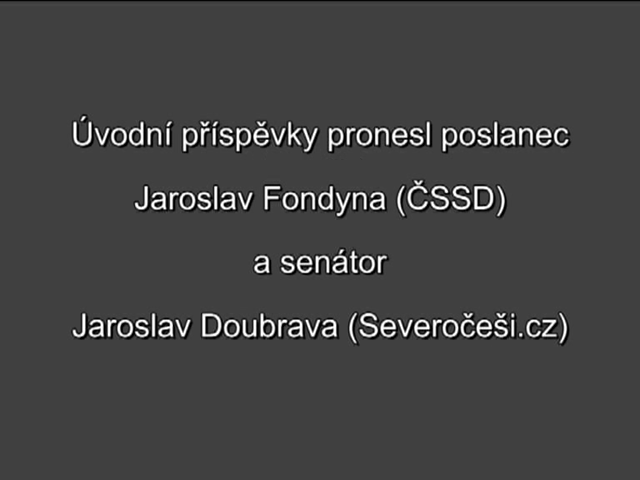 Úvodní příspěvky pronesl poslanec
Jaroslav Fondyna (ČSSD)
a senátor
Jaroslav Doubrava (Severočeši.cz)